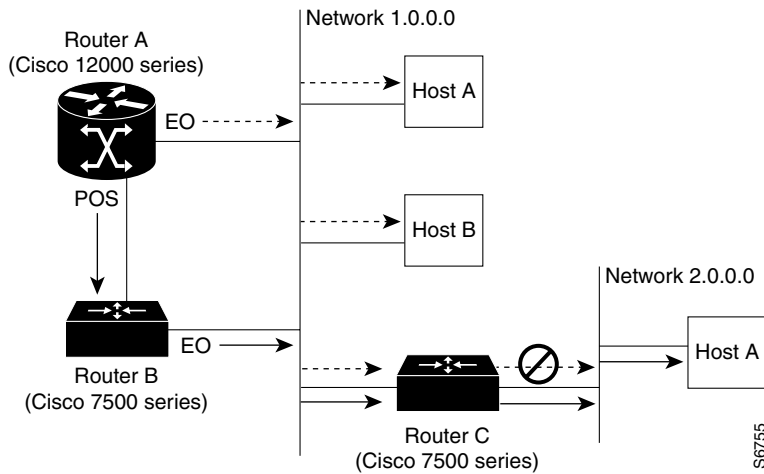 Network 1.0.0.0
Router A
(Cisco 12000 series)
Host A
EO
POS
Host B
Network 2.0.0.0
EO
Host A
Router B
(Cisco 7500 series)
Router C
(Cisco 7500 series)
S6755